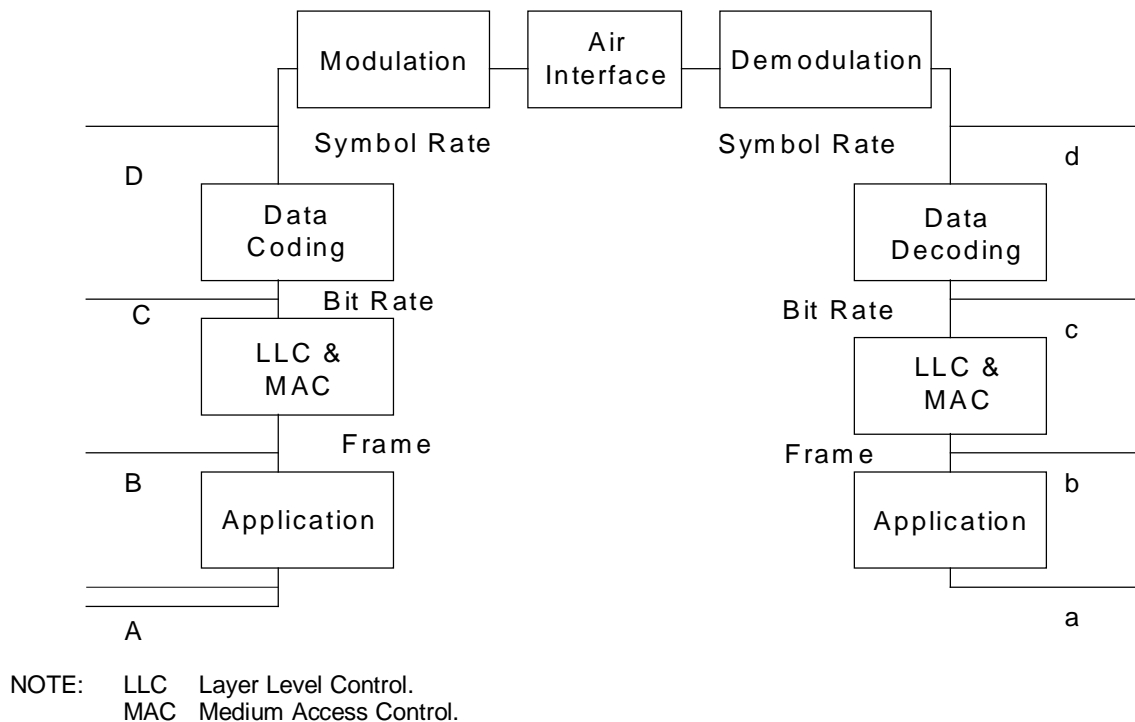 Modulation
Air
Interface
Demodulation
Symbol Rate
Symbol Rate
D
d
Data
Coding
Data
Decoding
Bit Rate
Bit Rate
C
c
LLC &
MAC
LLC &
MAC
Frame
Frame
B
b
Application
Application
A
a
NOTE: LLC Layer Level Control.
MAC Medium Access Control.